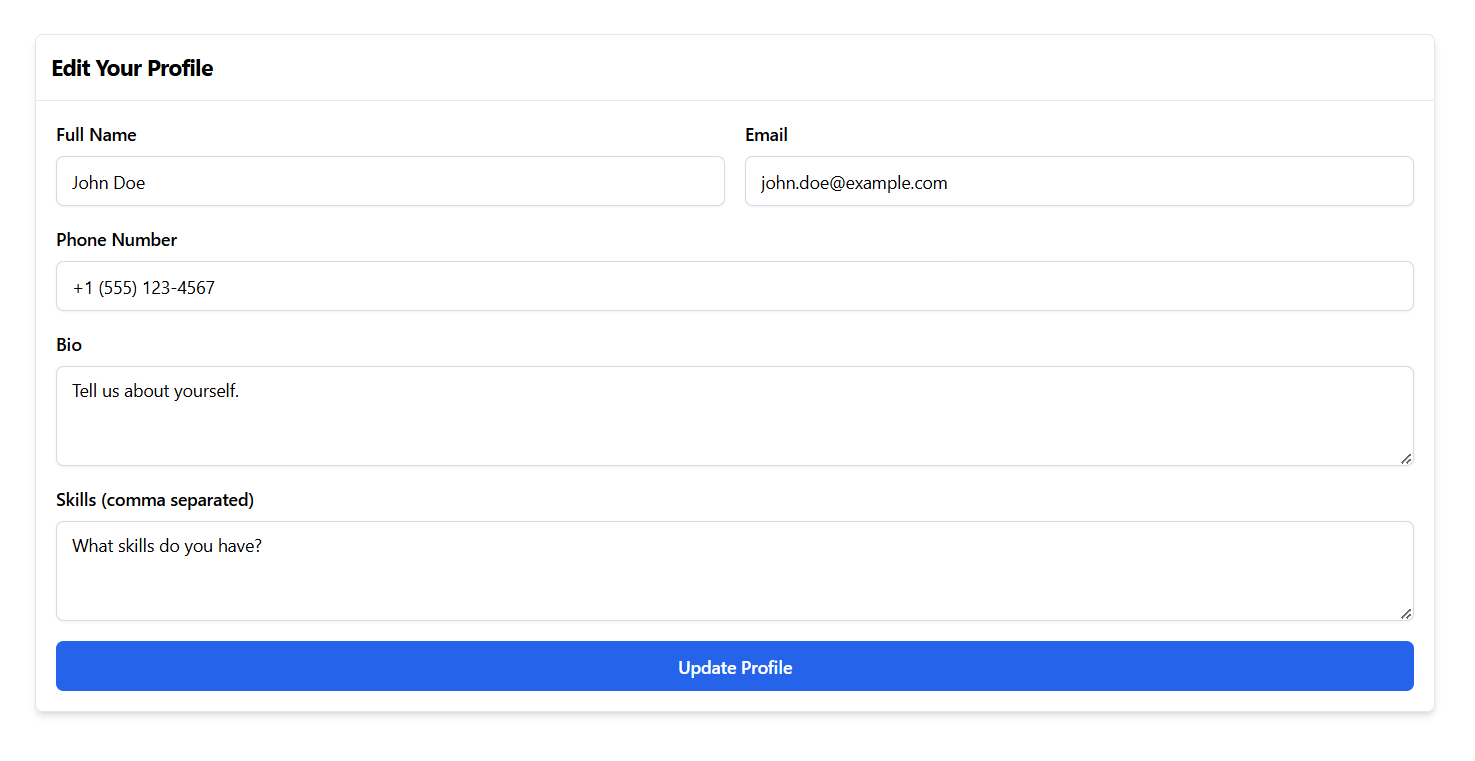 Edit Your Profile
Full Name
Email
John Doe
john.doe@example.com
Phone Number
+1 (555) 123-4567
Bio
Tell us about yourself.
Skills (comma separated)
What skills do you have?
Update Profile